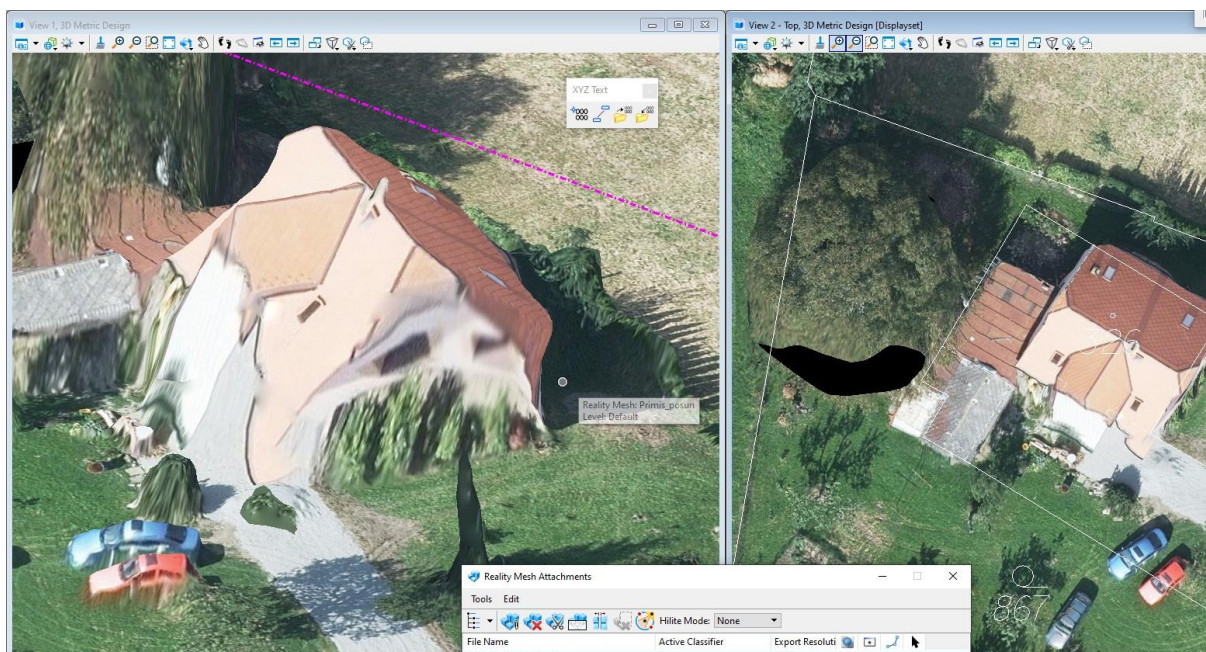 View 1, 3D Metric Design
View 2 - Top, 3D Metric Design [Displayset]
XYZ Text
Reality Mesh: Primis_posun
Level: Default
726
867
Reality Mesh Attachments
Tools Edit
Hilite Mode: None
File Name Active Classifier Export Resoluti